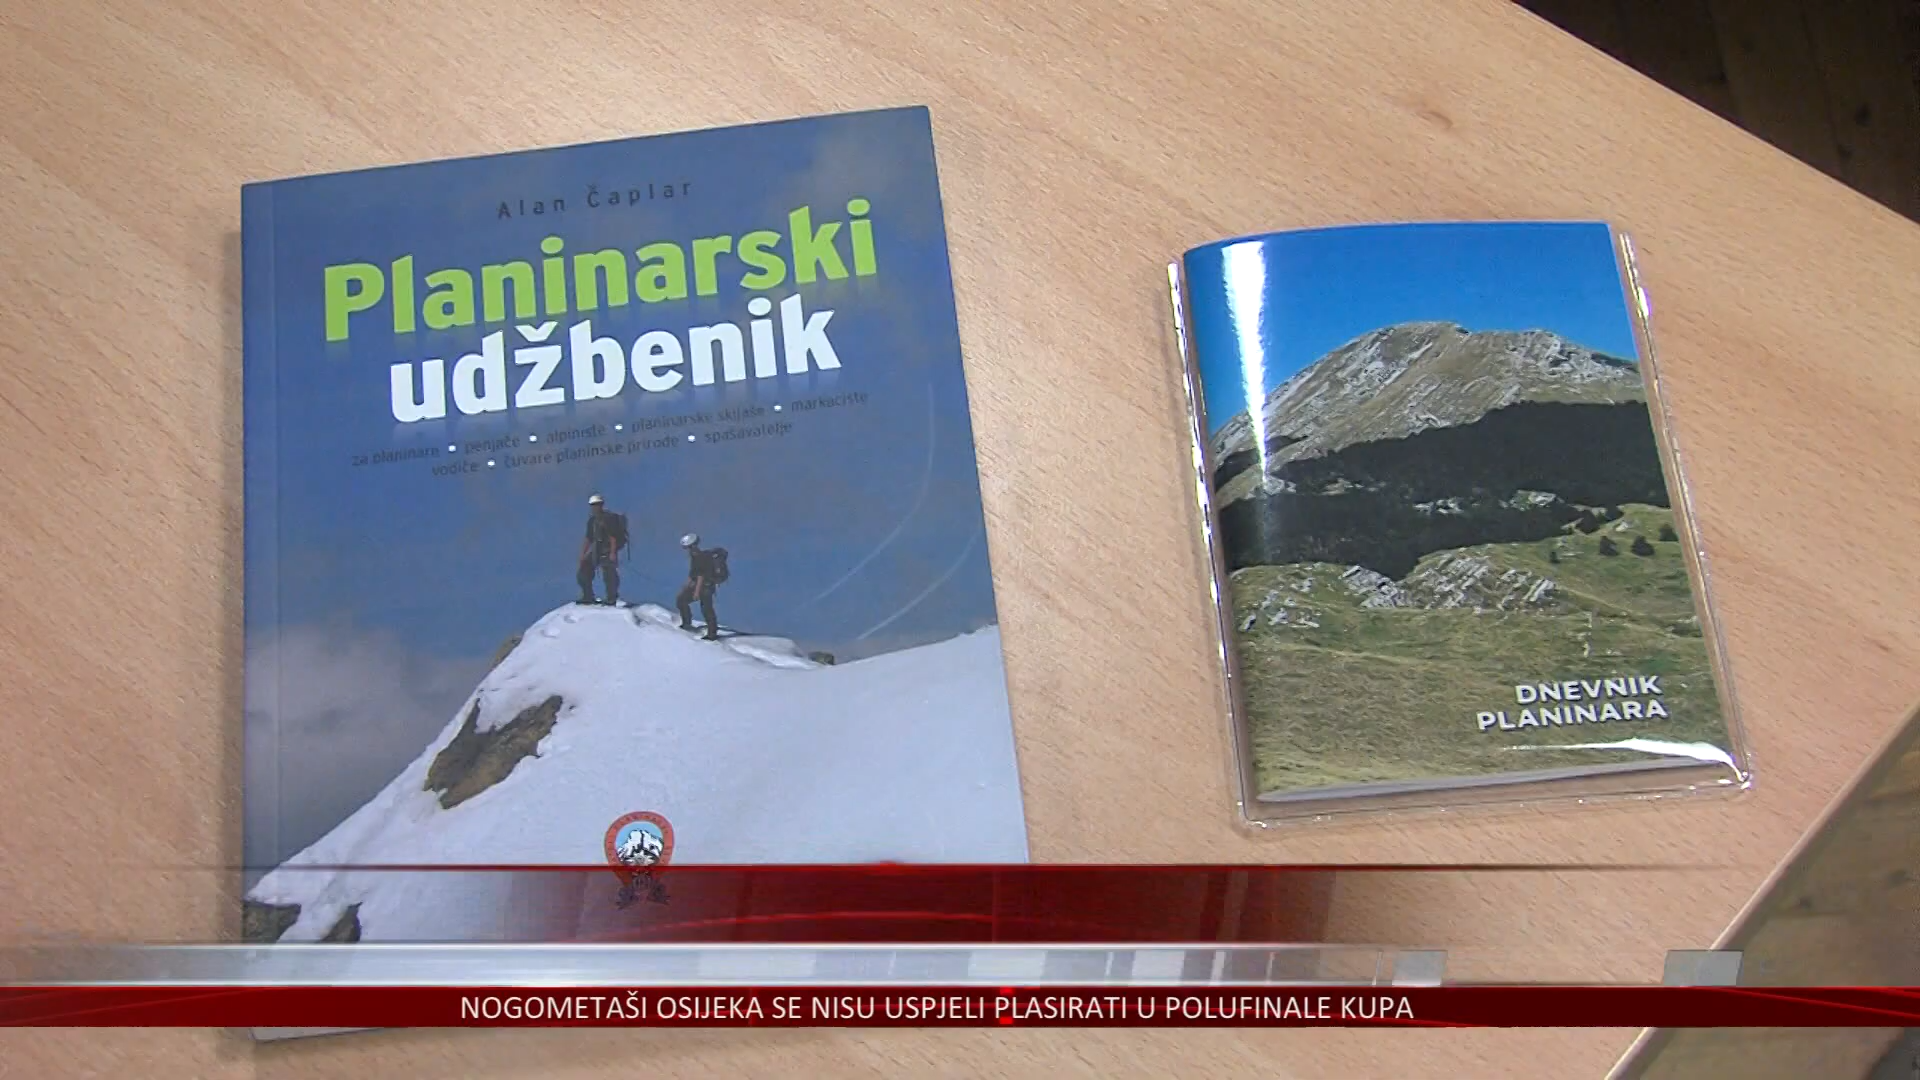 Alan Čaplar
Planinarski
udžbenik
za planinare • penjače • alpiniste • planinarske skijaše • markaciste
vodiče • čuvare planinske prirode • spašavatelje
DNEVNIK
PLANINARA
NOGOMETAŠI OSIJEKA SE NISU USPJELI PLASIRATI U POLUFINALE KUPA